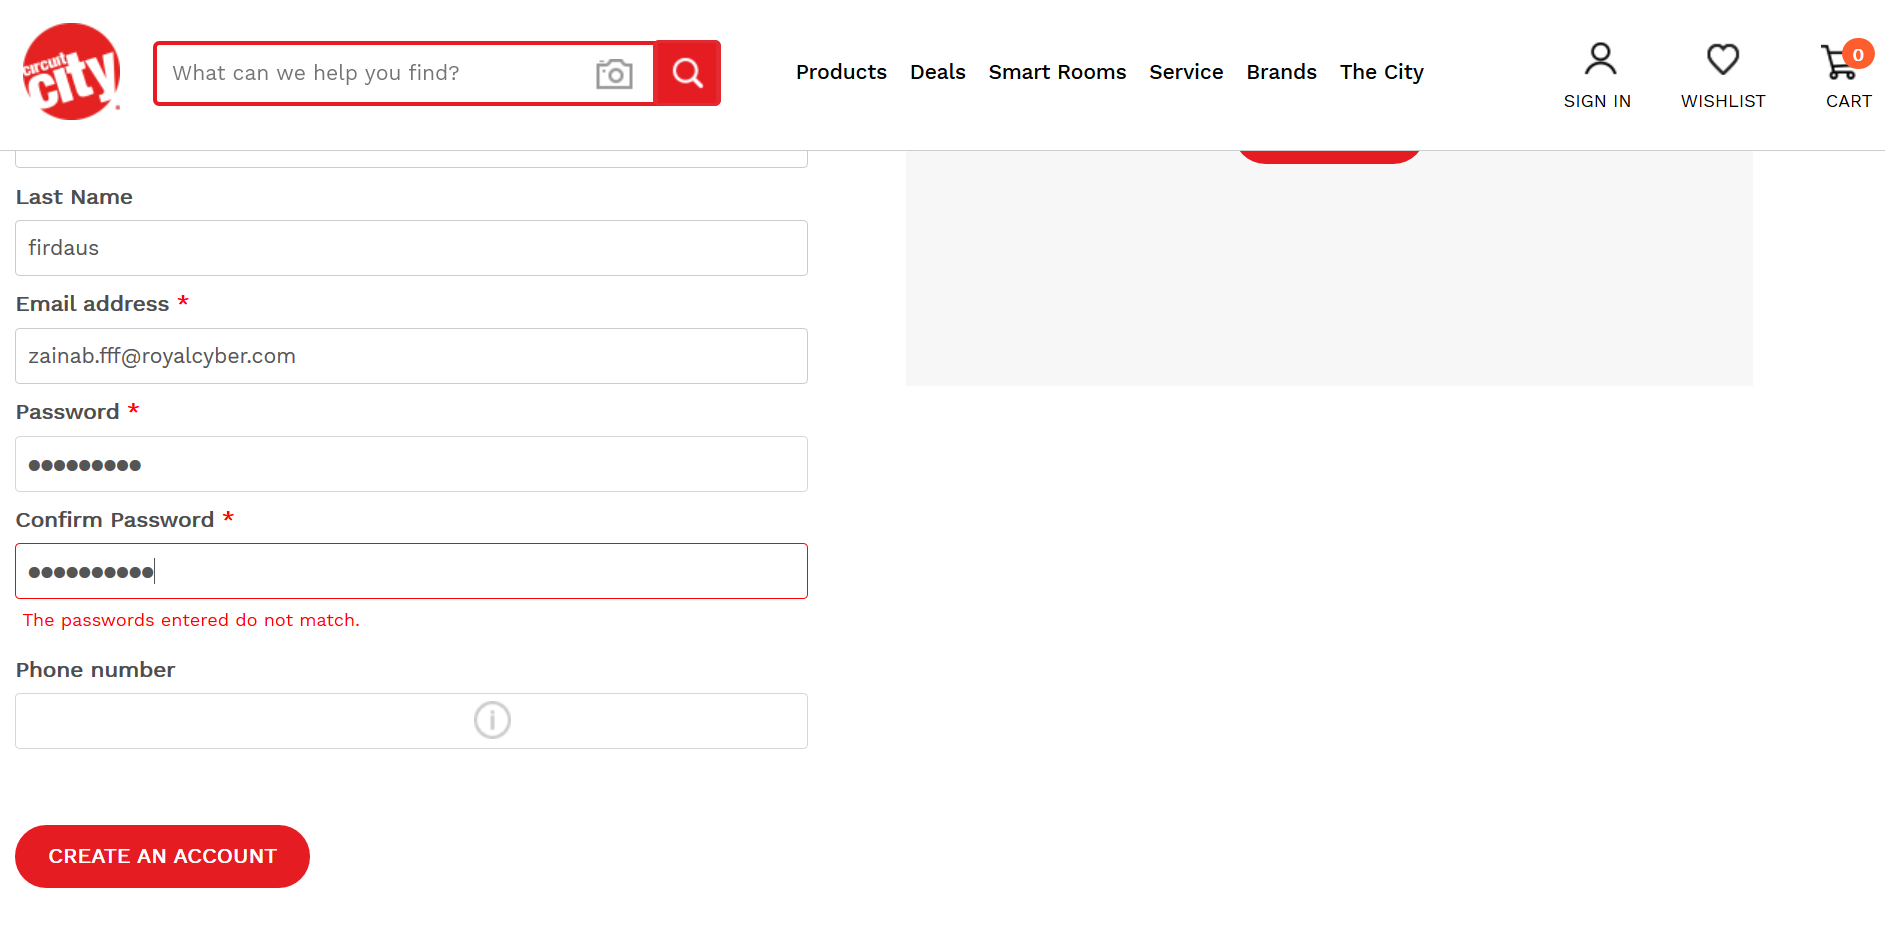 circuit city
What can we help you find?
Products Deals Smart Rooms Service Brands The City
SIGN IN
WISHLIST
0
CART
Last Name
firdaus
Email address *
zainab.fff@royalcyber.com
Password *
●●●●●●●●●
Confirm Password *
●●●●●●●●●●
The passwords entered do not match.
Phone number
CREATE AN ACCOUNT